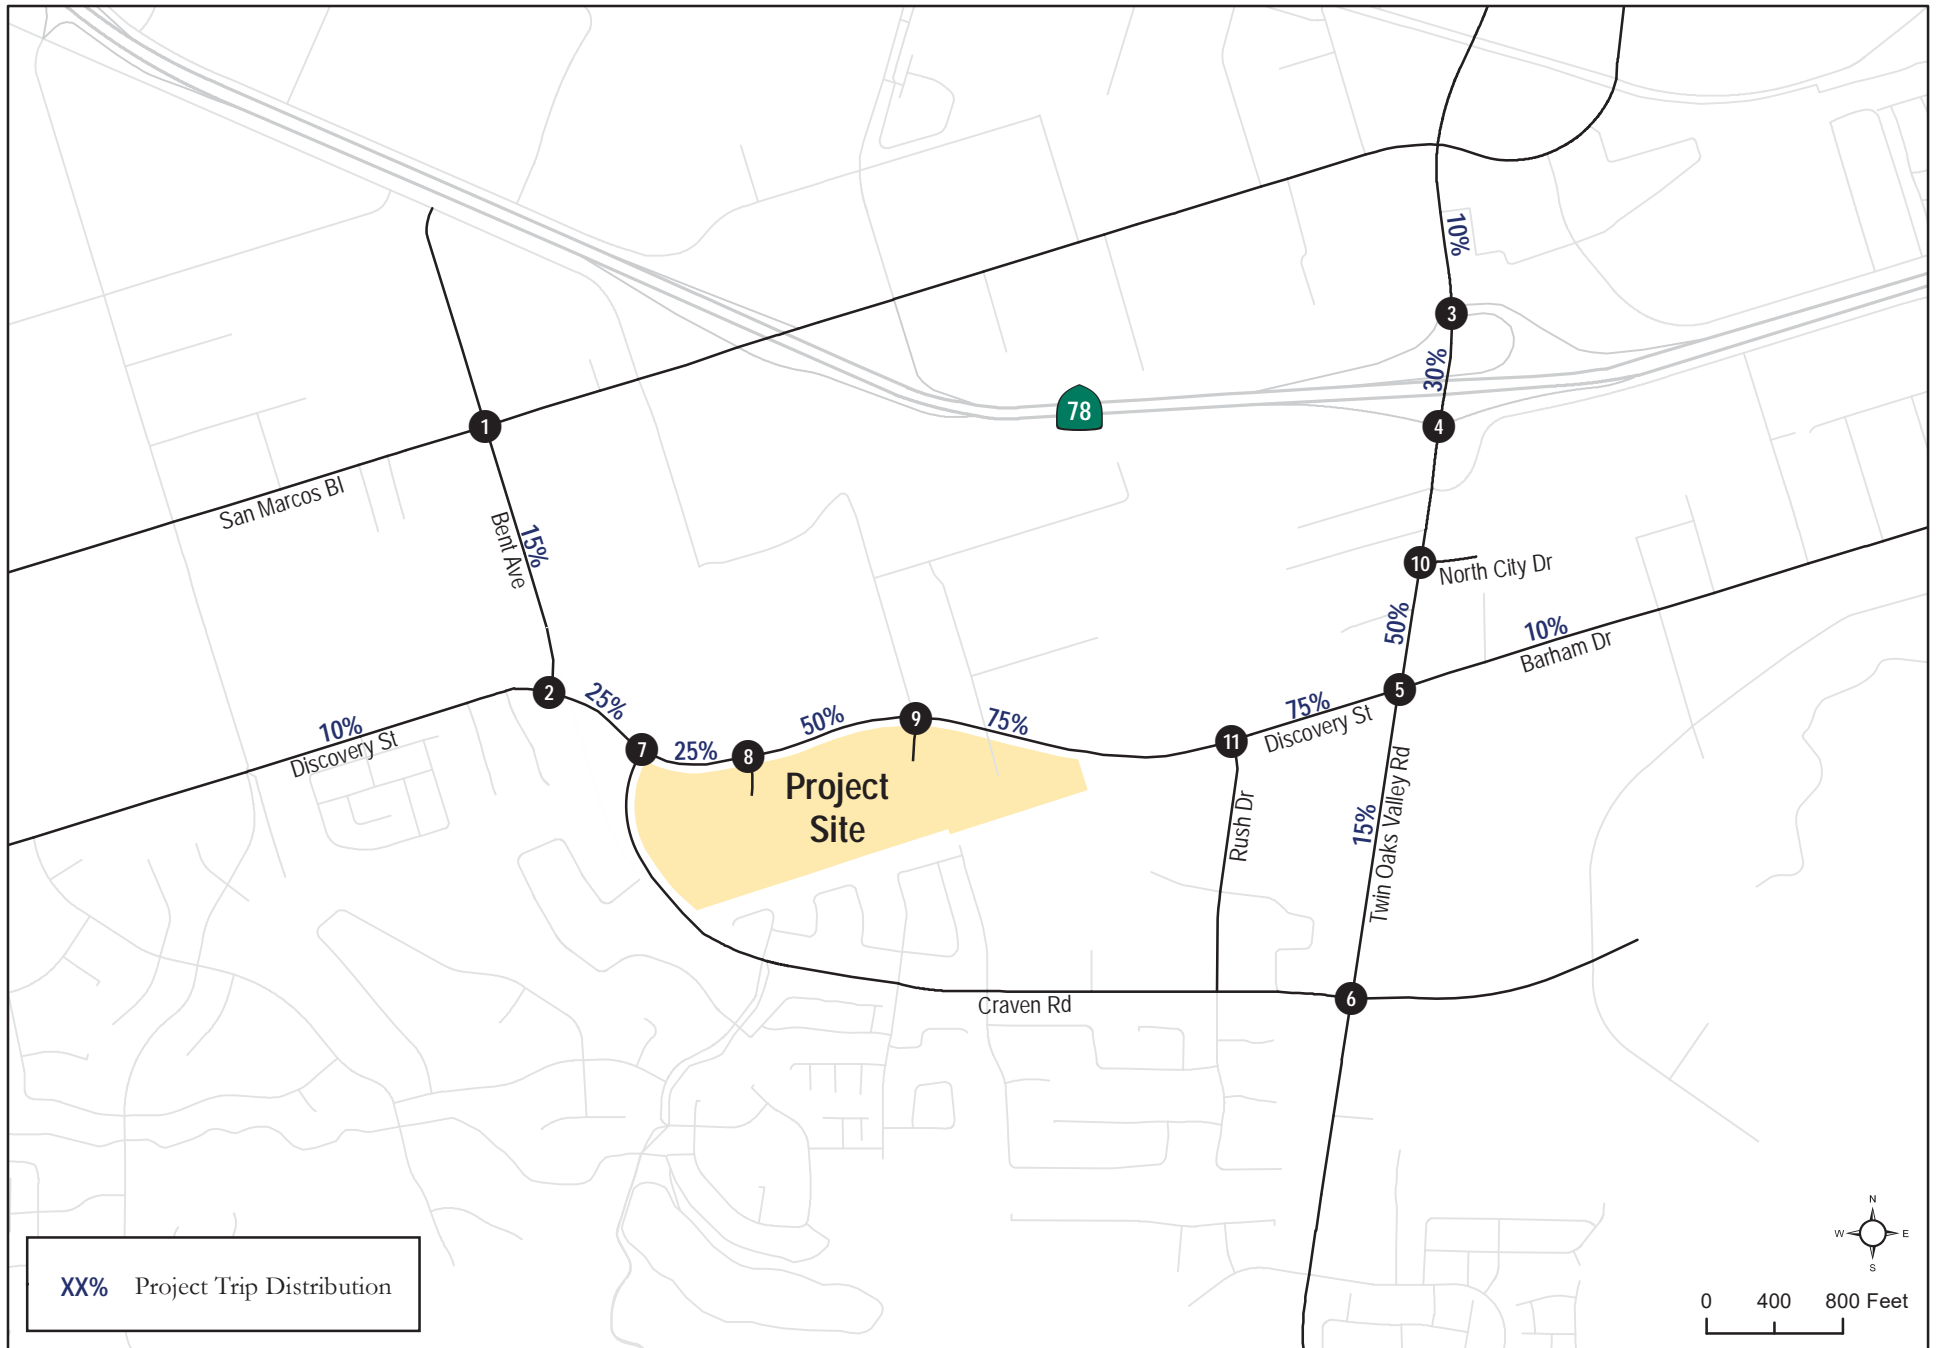 10%
3
30%
78
4
1
San Marcos Bl
Bent Ave
15%
10
North City Dr
50%
10%
Barham Dr
5
2
25%
10%
Discovery St
7
25%
8
50%
9
75%
11
75%
Discovery St
Project
Site
Rush Dr
15%
Twin Oaks Valley Rd
Craven Rd
6
XX% Project Trip Distribution
N
W E
S
0 400 800 Feet